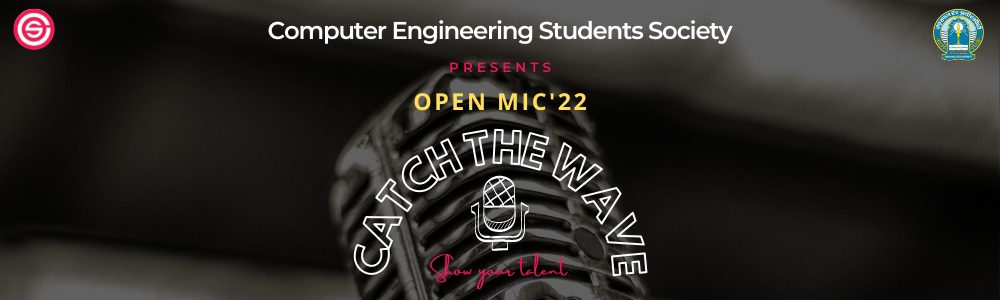 Computer Engineering Students Society
PRESENTS
OPEN MIC'22
CATCH THE WAVE
Show your talent